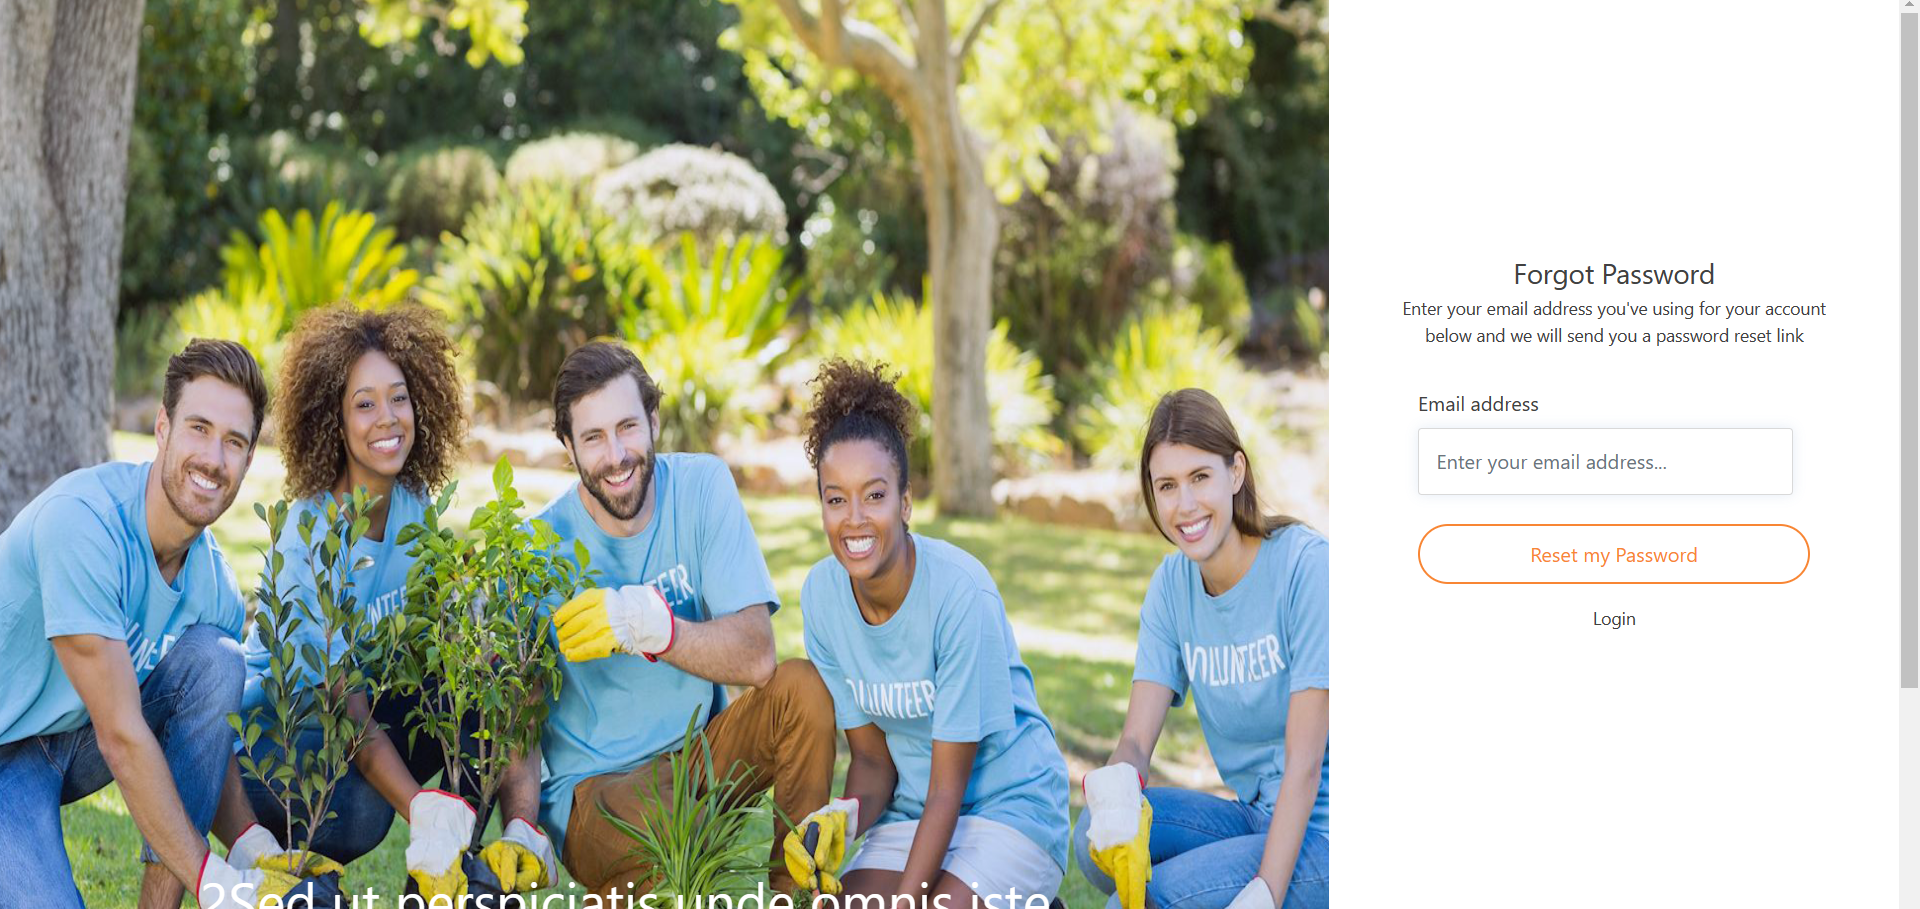 VOLUNTEER
VOLUNTEER
2Sed ut perspiciatis unde omnis iste
Forgot Password
Enter your email address you've using for your account
below and we will send you a password reset link
Email address
Enter your email address...
Reset my Password
Login